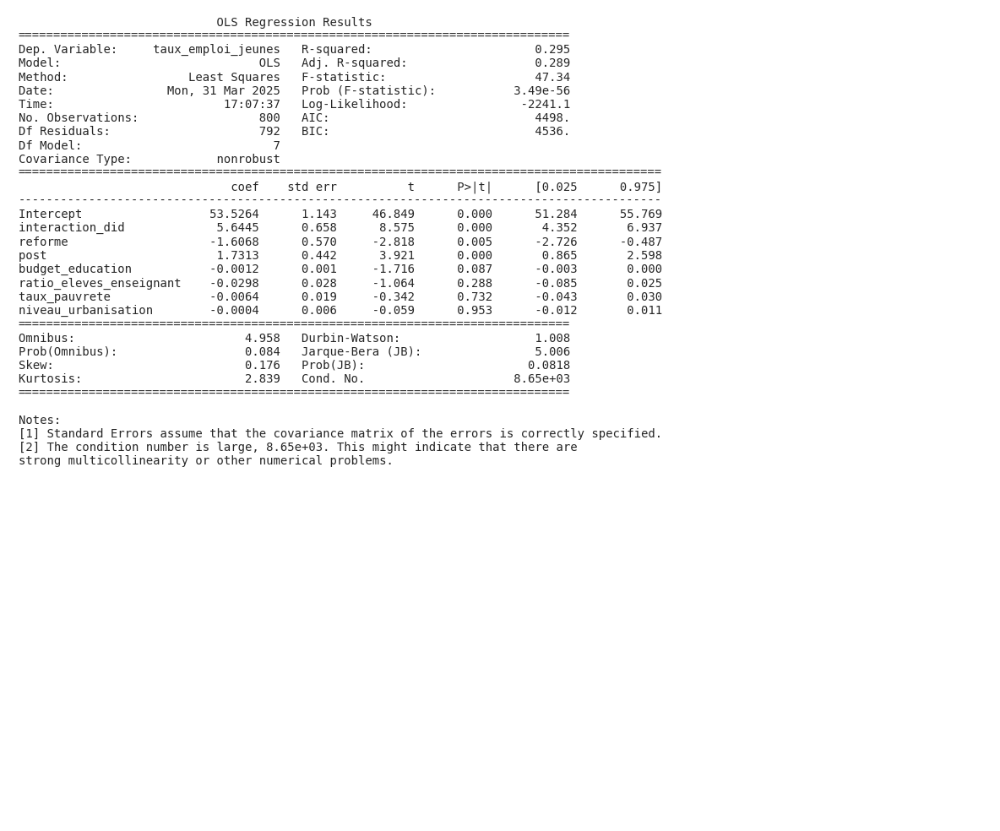 OLS Regression Results
==============================================================================
Dep. Variable:     taux_emploi_jeunes   R-squared:                       0.295
Model:                            OLS   Adj. R-squared:                  0.289
Method:                 Least Squares   F-statistic:                     47.34
Date:                Mon, 31 Mar 2025   Prob (F-statistic):           3.49e-56
Time:                        17:07:37   Log-Likelihood:                -2241.1
No. Observations:                 800   AIC:                             4498.
Df Residuals:                     792   BIC:                             4536.
Df Model:                           7
Covariance Type:            nonrobust
===========================================================================================
                              coef    std err          t      P>|t|      [0.025      0.975]
-------------------------------------------------------------------------------------------
Intercept                  53.5264      1.143     46.849      0.000      51.284      55.769
interaction_did             5.6445      0.658      8.575      0.000       4.352       6.937
reforme                    -1.6068      0.570     -2.818      0.005      -2.726      -0.487
post                        1.7313      0.442      3.921      0.000       0.865       2.598
budget_education           -0.0012      0.001     -1.716      0.087      -0.003       0.000
ratio_eleves_enseignant    -0.0298      0.028     -1.064      0.288      -0.085       0.025
taux_pauvrete              -0.0064      0.019     -0.342      0.732      -0.043       0.030
niveau_urbanisation        -0.0004      0.006     -0.059      0.953      -0.012       0.011
==============================================================================
Omnibus:                        4.958   Durbin-Watson:                   1.008
Prob(Omnibus):                  0.084   Jarque-Bera (JB):                5.006
Skew:                           0.176   Prob(JB):                       0.0818
Kurtosis:                       2.839   Cond. No.                     8.65e+03
==============================================================================

Notes:
[1] Standard Errors assume that the covariance matrix of the errors is correctly specified.
[2] The condition number is large, 8.65e+03. This might indicate that there are
strong multicollinearity or other numerical problems.